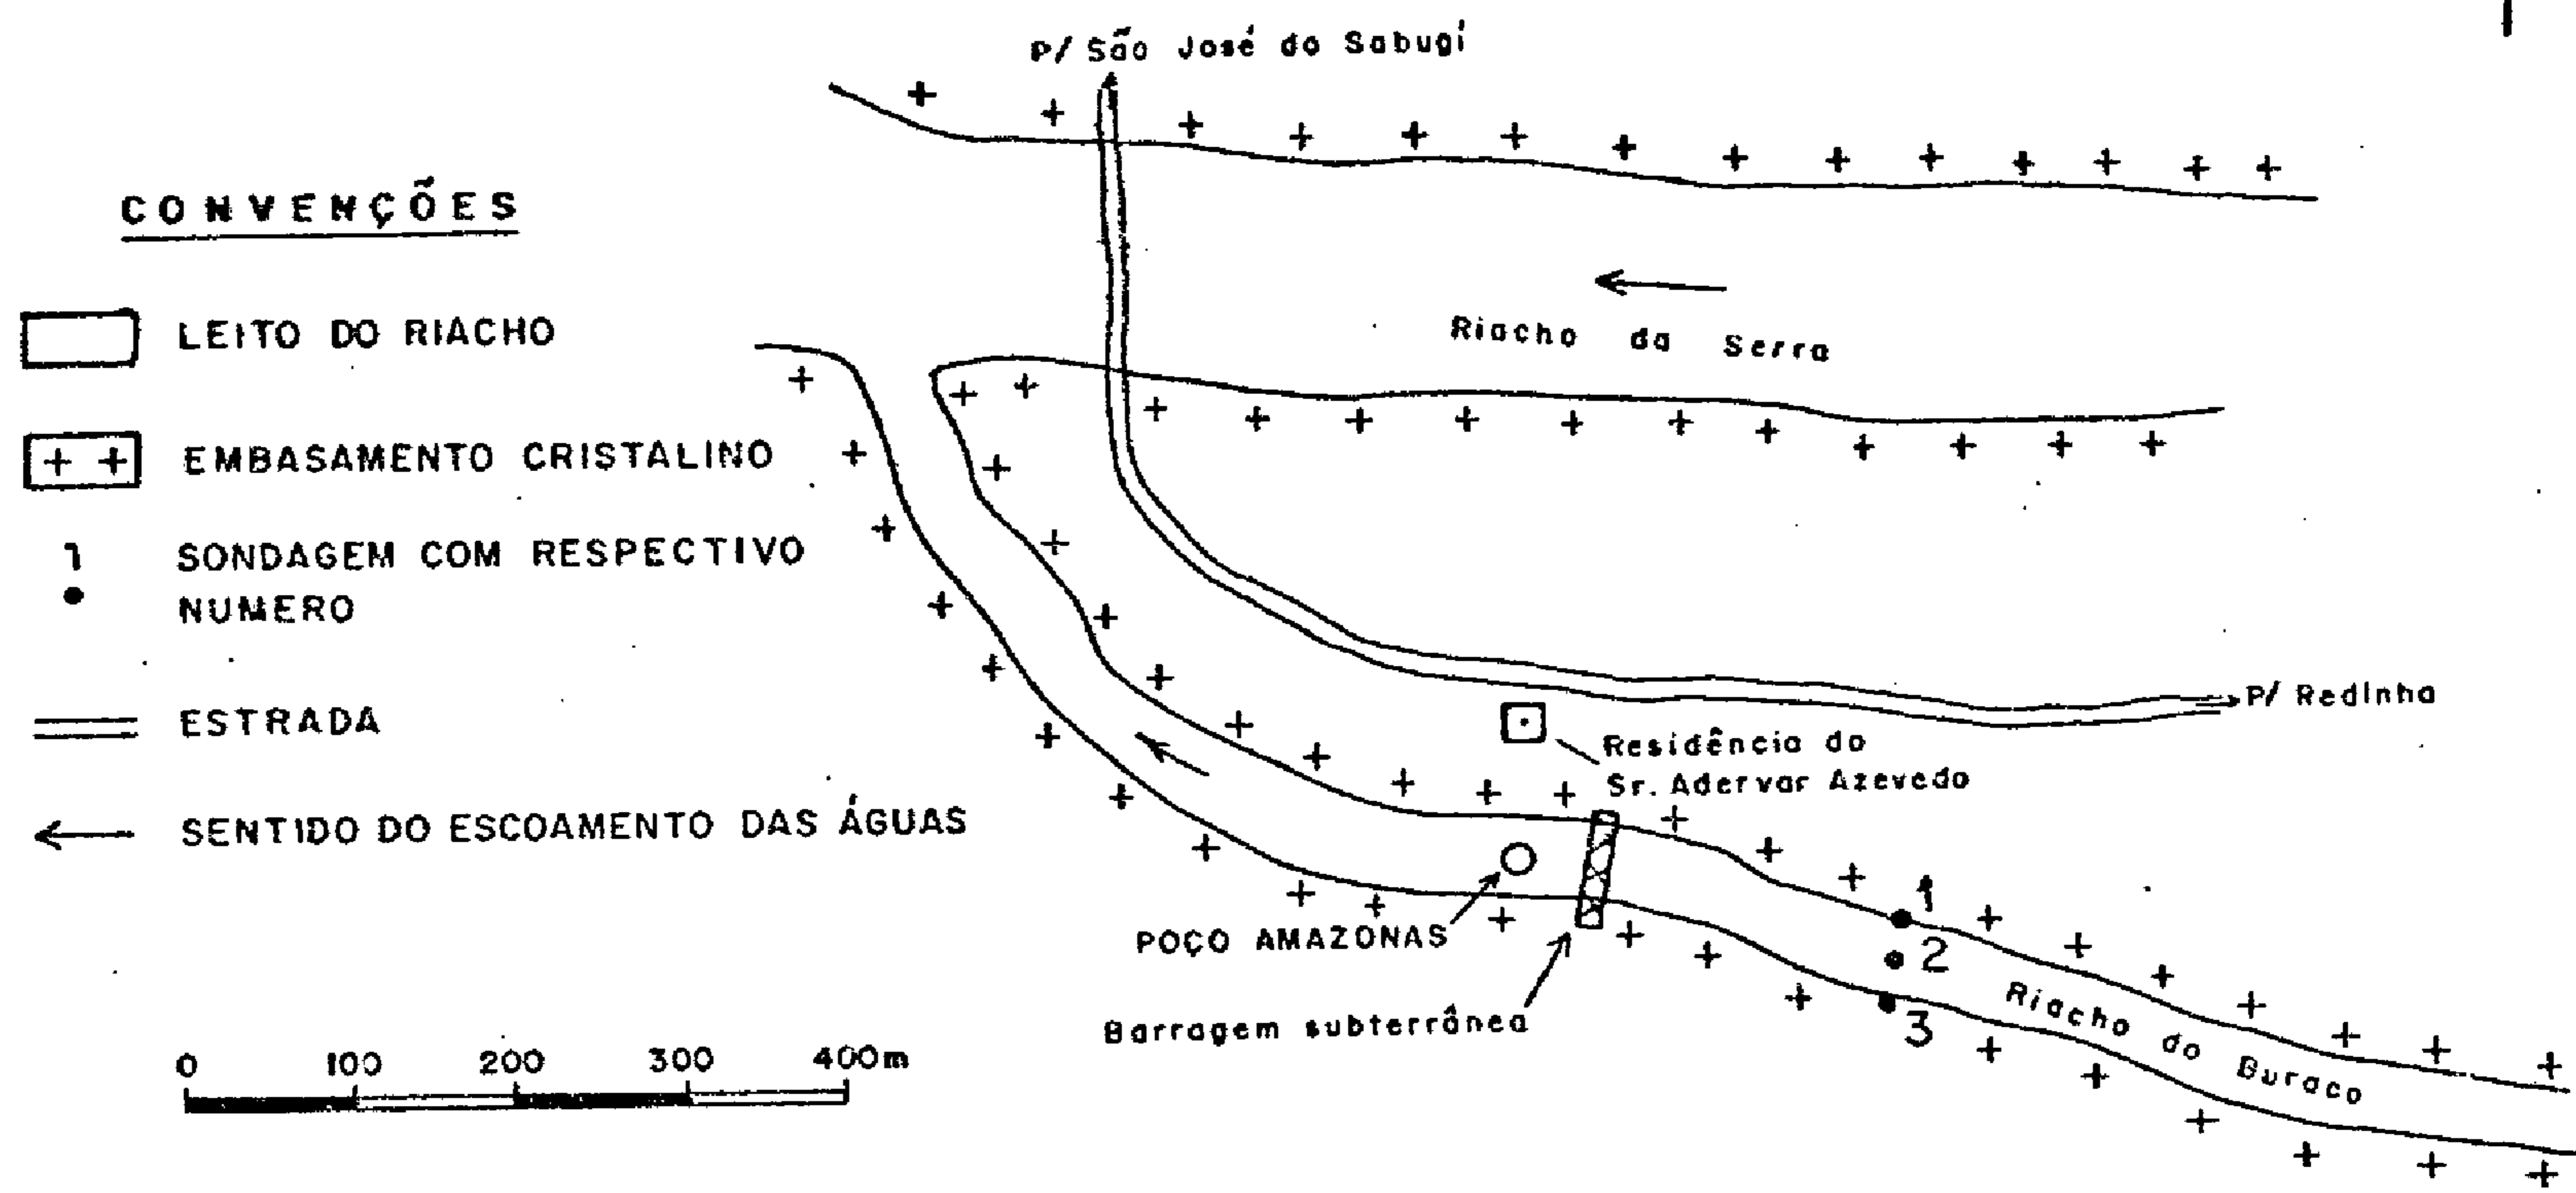 P/ São José do Sabugí
CONVENÇÕES
LEITO DO RIACHO
EMBASAMENTO CRISTALINO
1 SONDAGEM COM RESPECTIVO
NUMERO
ESTRADA
SENTIDO DO ESCOAMENTO DAS ÁGUAS
0 100 200 300 400m
Riacho da Serra
P/ Redinha
Residência do
Sr. Adervar Azevedo
POÇO AMAZONAS
Barragem subterrânea
1
2
3
Riacho do Buraco